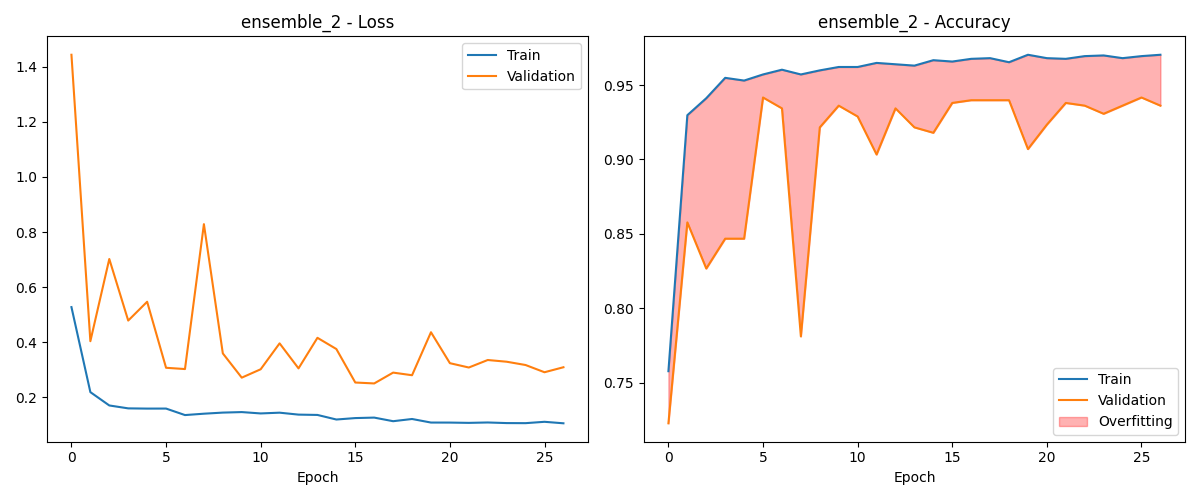 ensemble_2 - Loss
Train
Validation
1.4
1.2
1.0
0.8
0.6
0.4
0.2
0 5 10 15 20 25
Epoch
ensemble_2 - Accuracy
0.95
0.90
0.85
0.80
0.75
Train
Validation
Overfitting
0 5 10 15 20 25
Epoch